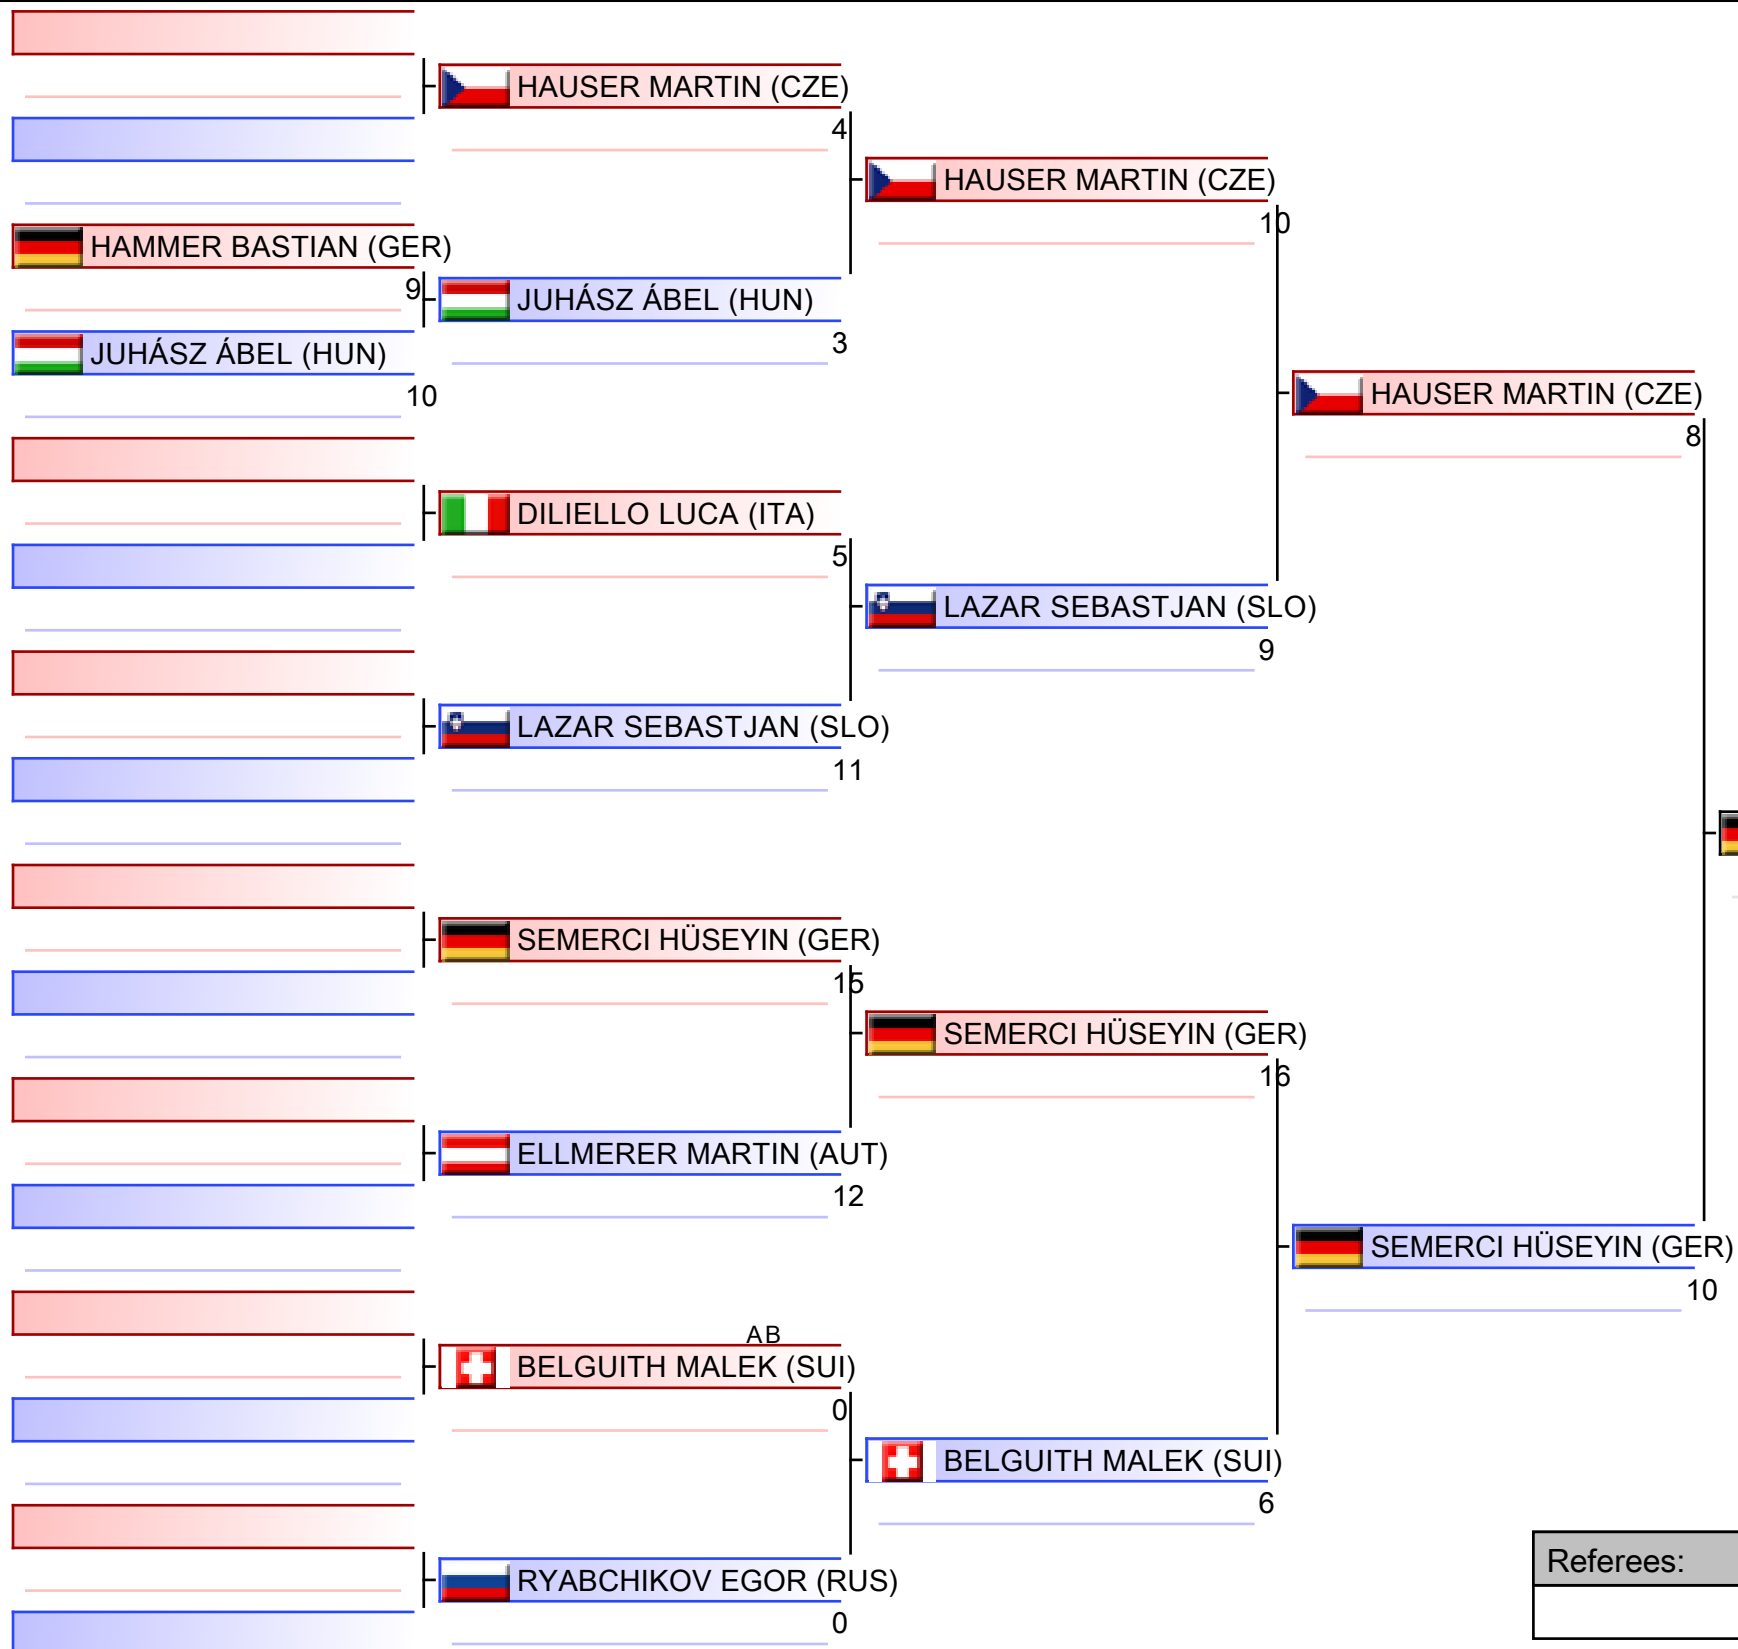 HAUSER MARTIN (CZE)
4
HAUSER MARTIN (CZE)
10
HAMMER BASTIAN (GER)
9
JUHÁSZ ÁBEL (HUN)
3
JUHÁSZ ÁBEL (HUN)
10
HAUSER MARTIN (CZE)
8
DILIELLO LUCA (ITA)
5
LAZAR SEBASTJAN (SLO)
9
LAZAR SEBASTJAN (SLO)
11
SEMERCI HÜSEYIN (GER)
15
SEMERCI HÜSEYIN (GER)
16
ELLMERER MARTIN (AUT)
12
SEMERCI HÜSEYIN (GER)
10
AB
BELGUITH MALEK (SUI)
0
BELGUITH MALEK (SUI)
6
RYABCHIKOV EGOR (RUS)
0
Referees: